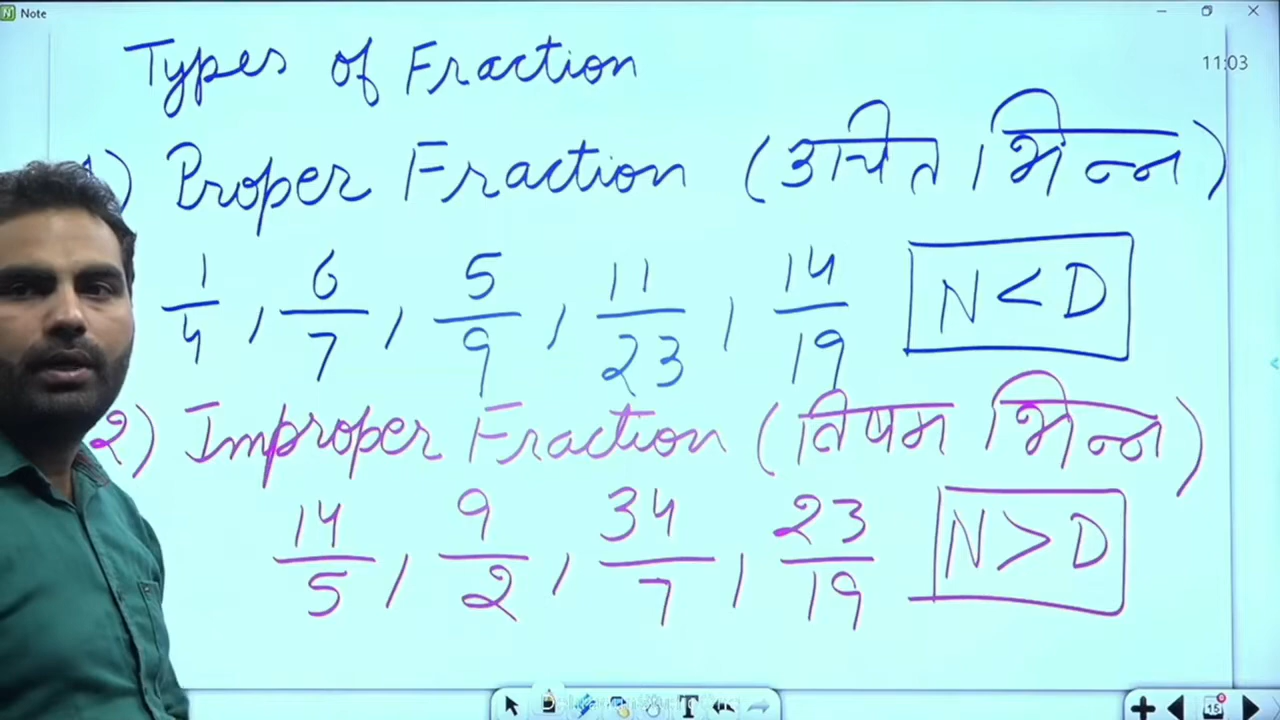 Note
11:03
Types of Fraction
1) Proper Fraction (उचित भिन्न)
1/4, 6/7, 5/9, 11/23, 14/19 N < D
2) Improper Fraction (विषम भिन्न)
14/5, 9/2, 34/7, 23/19 N > D
15